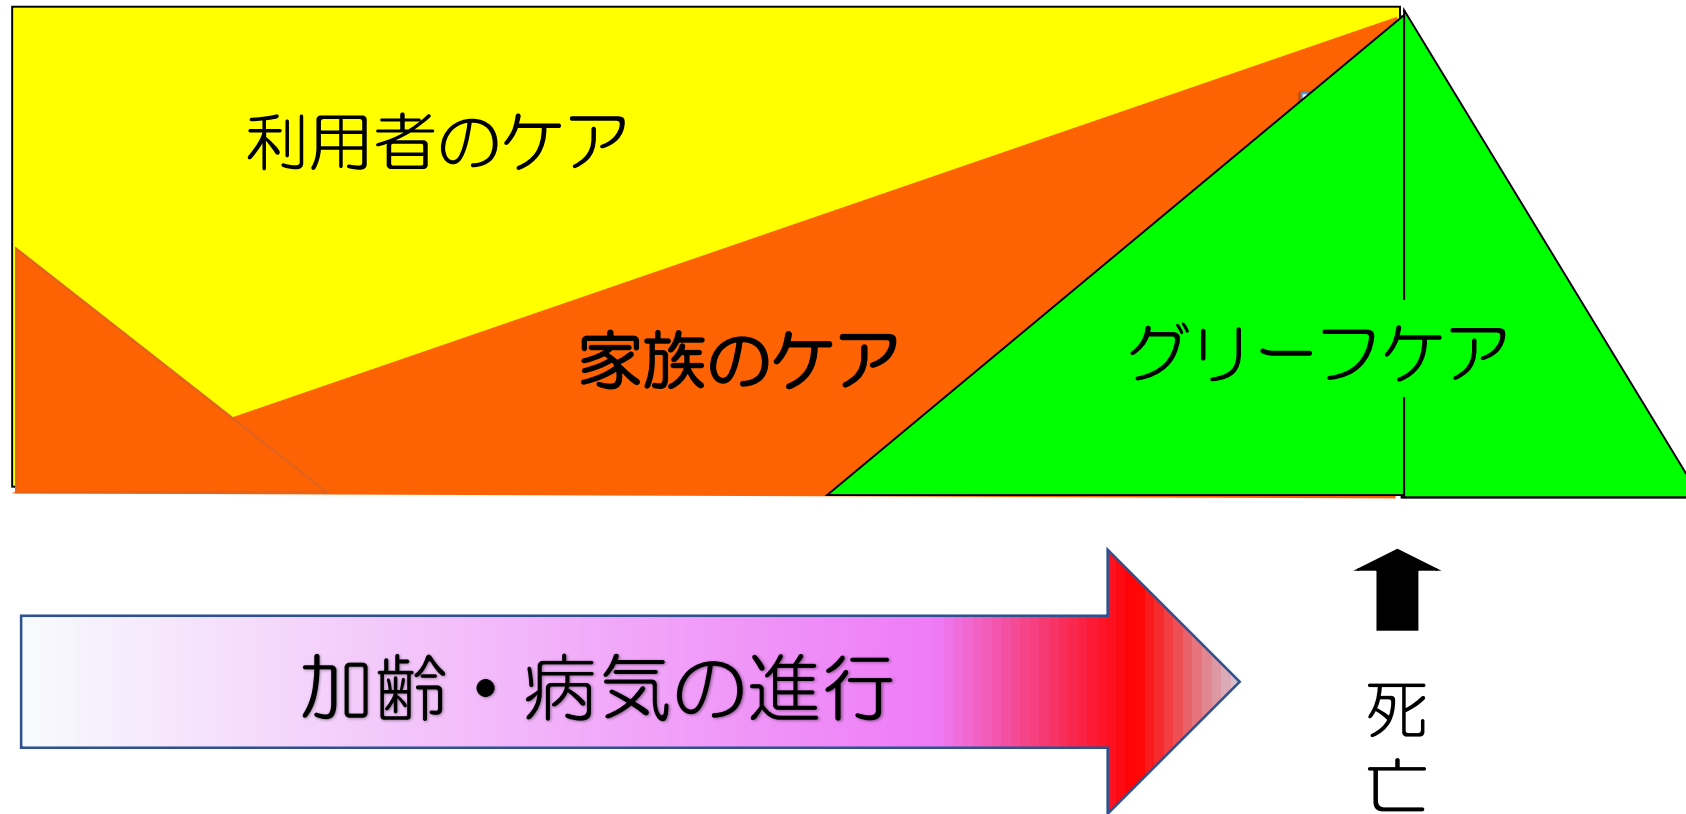 利用者のケア
家族のケア
グリーフケア
加齢・病気の進行
死亡